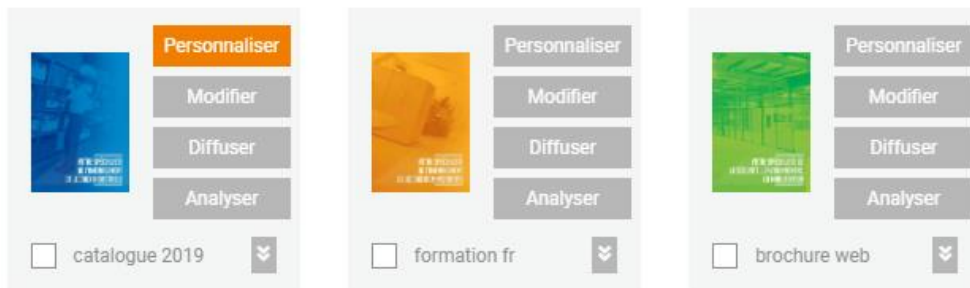 Personnaliser
Modifier
Diffuser
Analyser
catalogue 2019
Personnaliser
Modifier
Diffuser
Analyser
formation fr
Personnaliser
Modifier
Diffuser
Analyser
brochure web